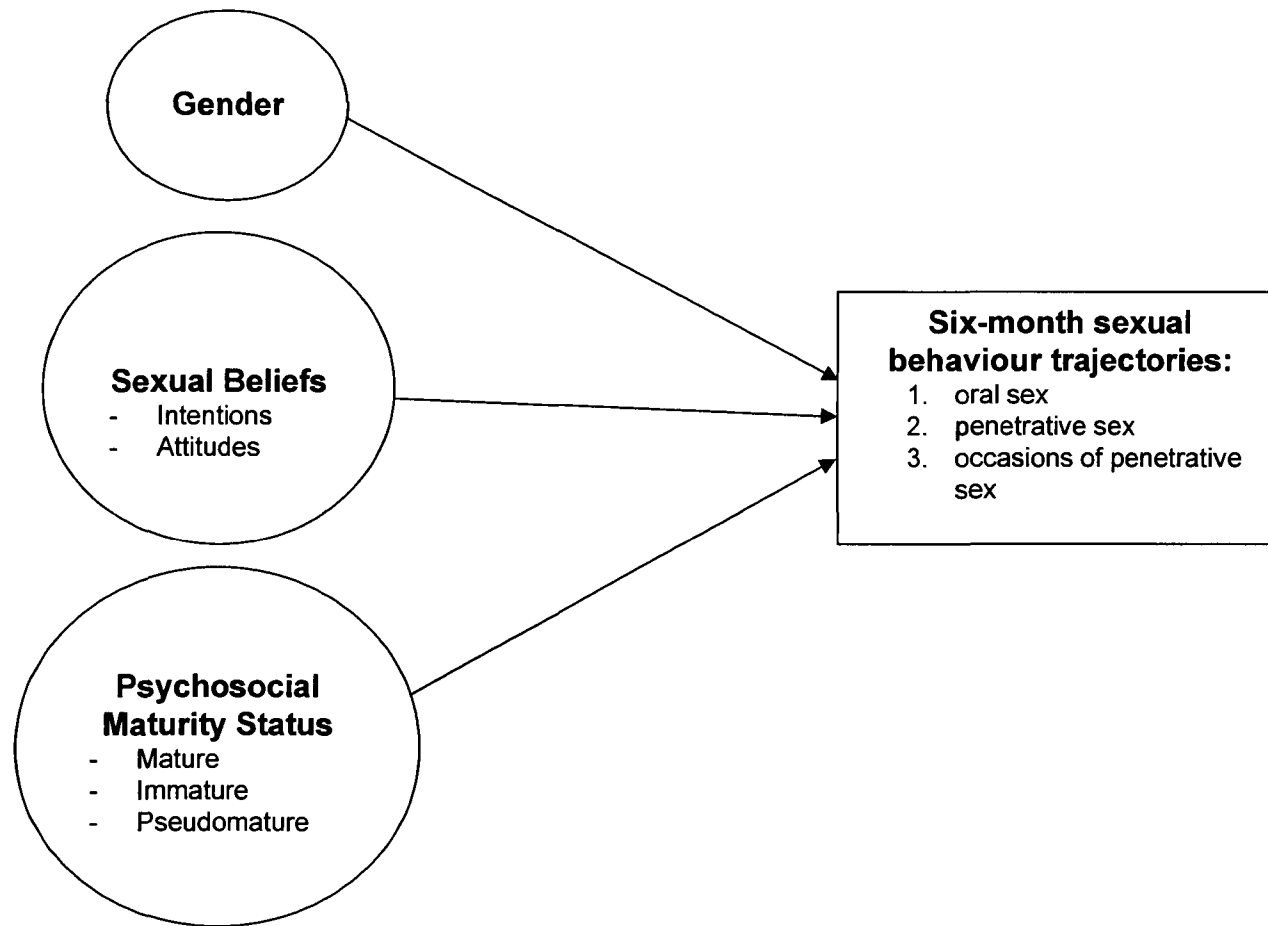 Gender
Sexual Beliefs
- Intentions
- Attitudes
Psychosocial
Maturity Status
- Mature
- Immature
- Pseudomature
Six-month sexual
behaviour trajectories:
1. oral sex
2. penetrative sex
3. occasions of penetrative
sex